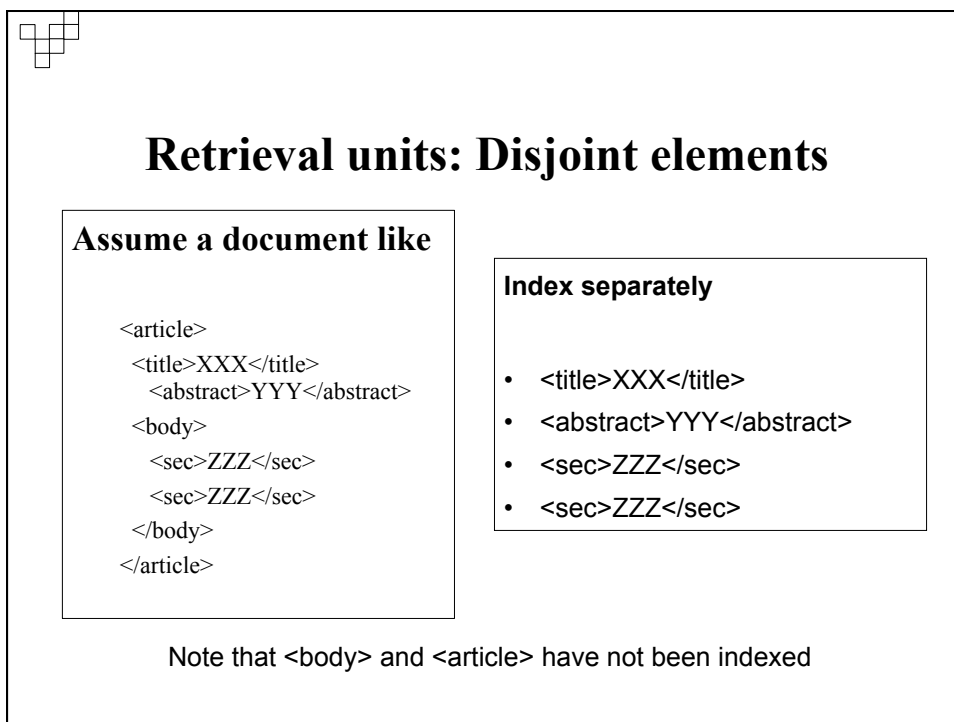 Retrieval units: Disjoint elements
Assume a document like
<article>
<title>XXX</title>
<abstract>YYY</abstract>
<body>
<sec>ZZZ</sec>
<sec>ZZZ</sec>
</body>
</article>
Index separately
• <title>XXX</title>
• <abstract>YYY</abstract>
• <sec>ZZZ</sec>
• <sec>ZZZ</sec>
Note that <body> and <article> have not been indexed